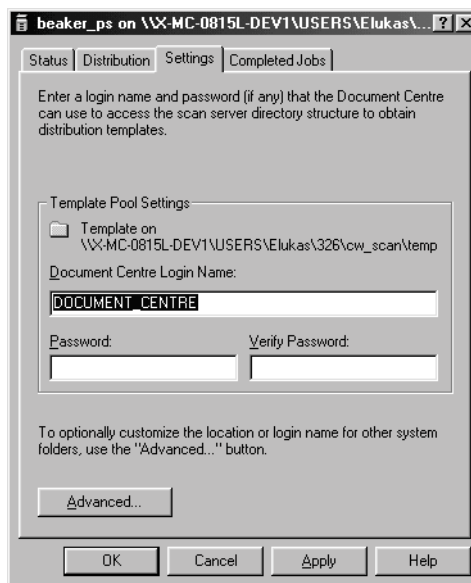 beaker_ps on \\X-MC-0815L-DEV1\USERS\Elukas\...
Status Distribution Settings Completed Jobs
Enter a login name and password (if any) that the Document Centre
can use to access the scan server directory structure to obtain
distribution templates.
Template Pool Settings
Template on
\\X-MC-0815L-DEV1\USERS\Elukas\326\cw_scan\temp
Document Centre Login Name:
DOCUMENT_CENTRE
Password: Verify Password:
To optionally customize the location or login name for other system
folders, use the "Advanced..." button.
Advanced...
OK Cancel Apply Help